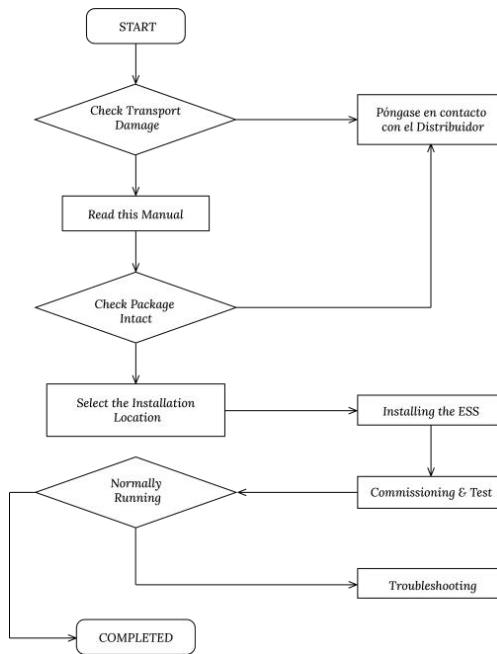 START
Check Transport
Damage
Póngase en contacto
con el Distribuidor
Read this Manual
Check Package
Intact
Select the Installation
Location
Installing the ESS
Normally
Running
Commissioning & Test
Troubleshooting
COMPLETED